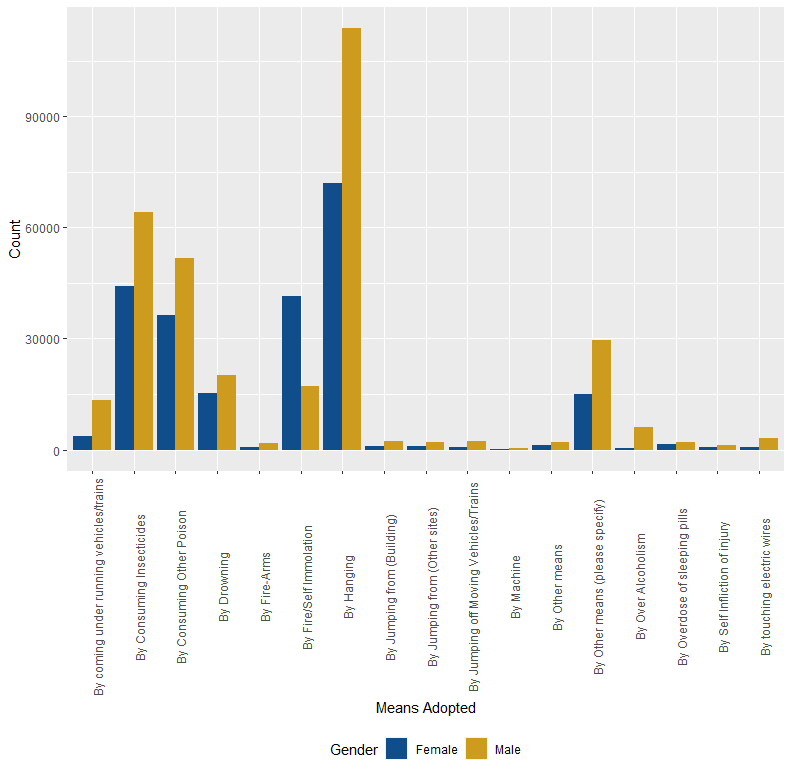 90000
60000
30000
0
Count
By coming under running vehicles/trains
By Consuming Insecticides
By Consuming Other Poison
By Drowning
By Fire-Arms
By Fire/Self Immolation
By Hanging
By Jumping from (Building)
By Jumping from (Other sites)
By Jumping off Moving Vehicles/Trains
By Machine
By Other means
By Other means (please specify)
By Over Alcoholism
By Overdose of sleeping pills
By Self Infliction of injury
By touching electric wires
Means Adopted
Gender Female Male